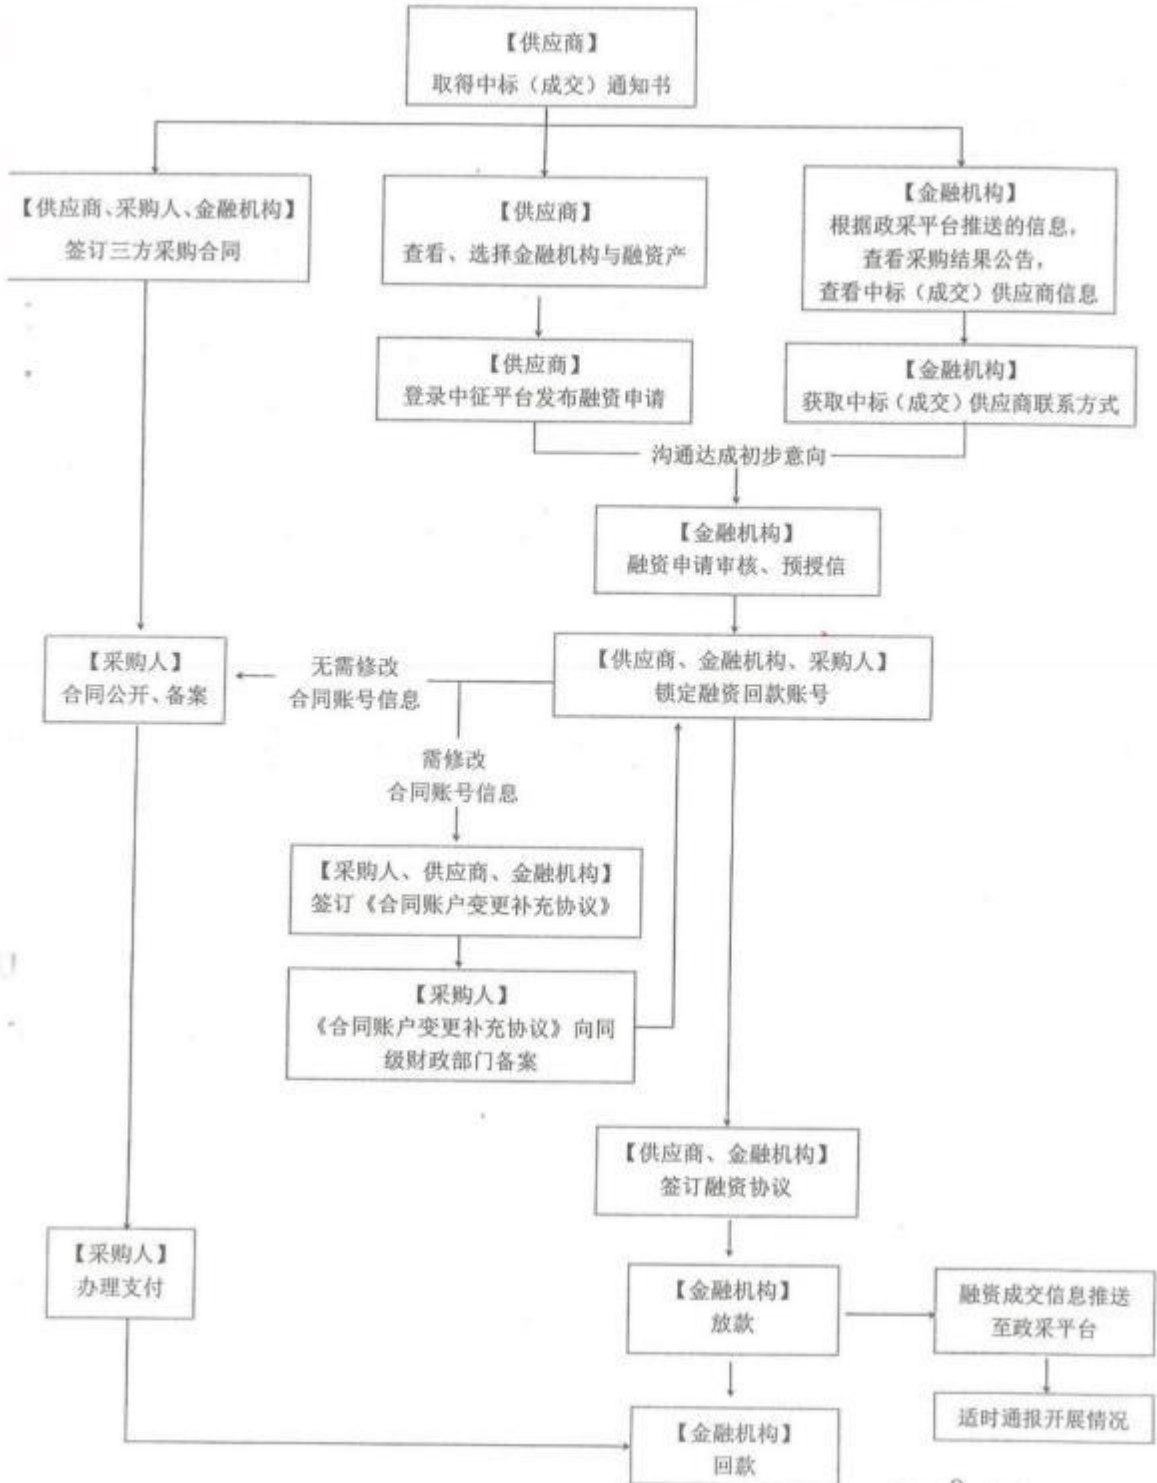 【供应商】
取得中标（成交）通知书
【供应商、采购人、金融机构】
签订三方采购合同
【供应商】
查看、选择金融机构与融资产
【金融机构】
根据政采平台推送的信息，
查看采购结果公告，
查看中标（成交）供应商信息
【供应商】
登录中征平台发布融资申请
【金融机构】
获取中标（成交）供应商联系方式
沟通达成初步意向
【金融机构】
融资申请审核、预授信
【采购人】
合同公开、备案
无需修改
合同账号信息
【供应商、金融机构、采购人】
锁定融资回款账号
需修改
合同账号信息
【采购人、供应商、金融机构】
签订《合同账户变更补充协议》
【采购人】
《合同账户变更补充协议》向同
级财政部门备案
【供应商、金融机构】
签订融资协议
【采购人】
办理支付
【金融机构】
放款
融资成交信息推送
至政采平台
适时通报开展情况
【金融机构】
回款